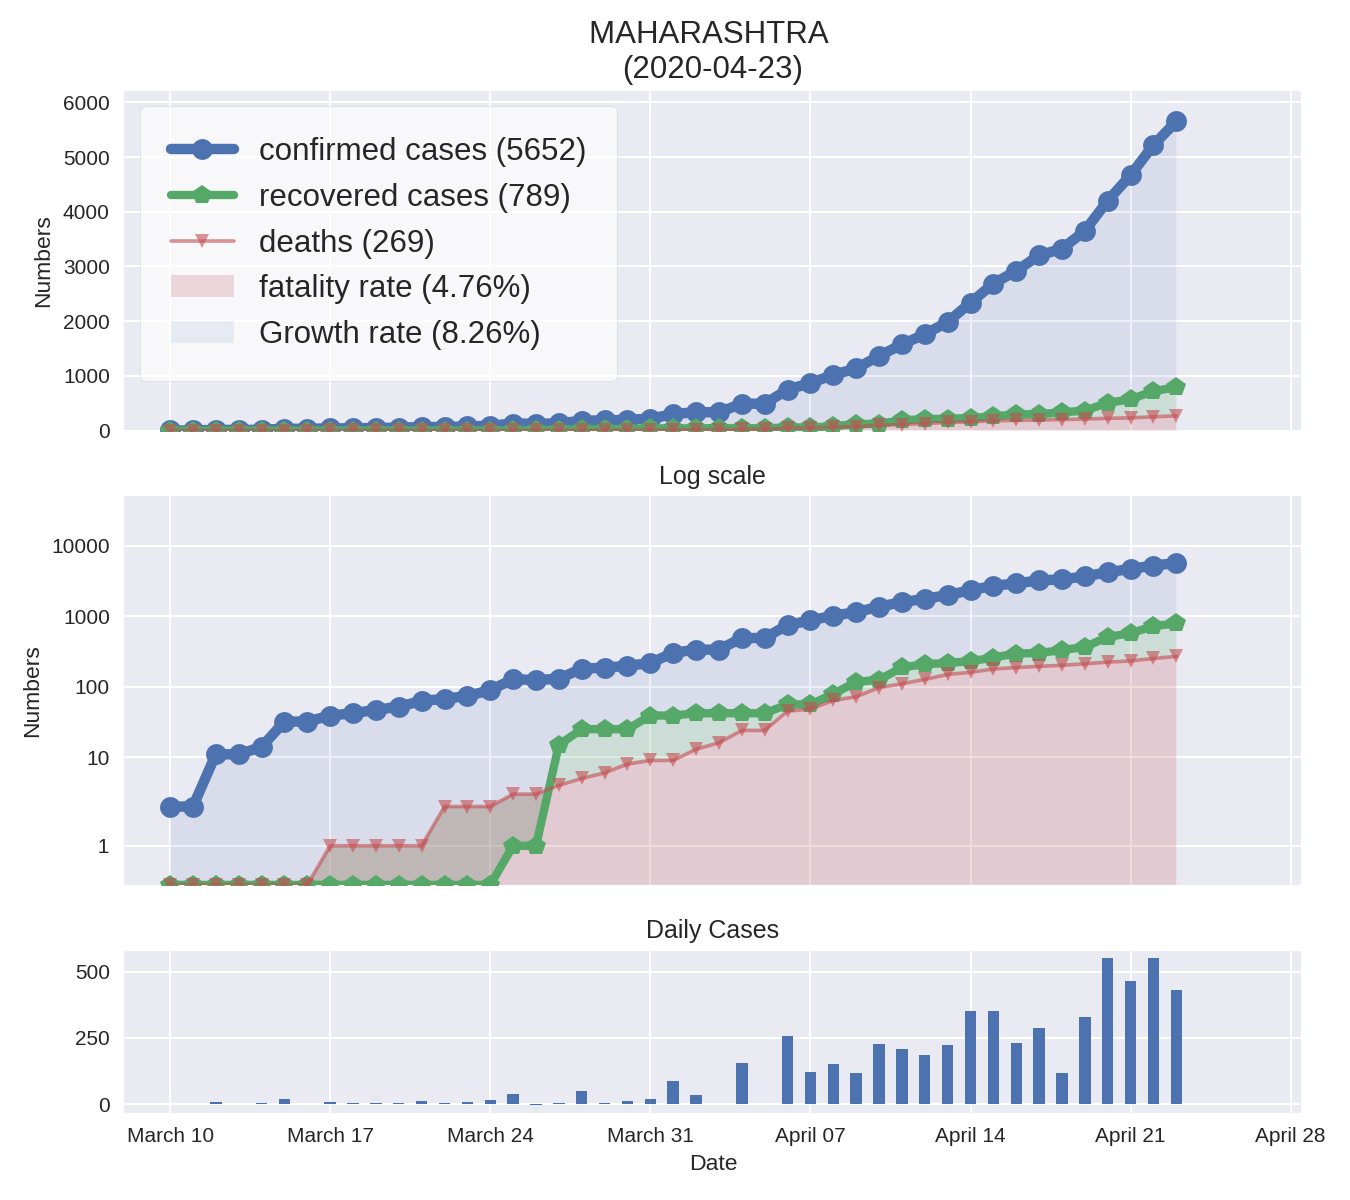 MAHARASHTRA
(2020-04-23)
6000
5000
4000
3000
2000
1000
0
Numbers
confirmed cases (5652)
recovered cases (789)
deaths (269)
fatality rate (4.76%)
Growth rate (8.26%)
Log scale
10000
1000
100
10
1
Numbers
Daily Cases
500
250
0
March 10 March 17 March 24 March 31 April 07 April 14 April 21 April 28
Date